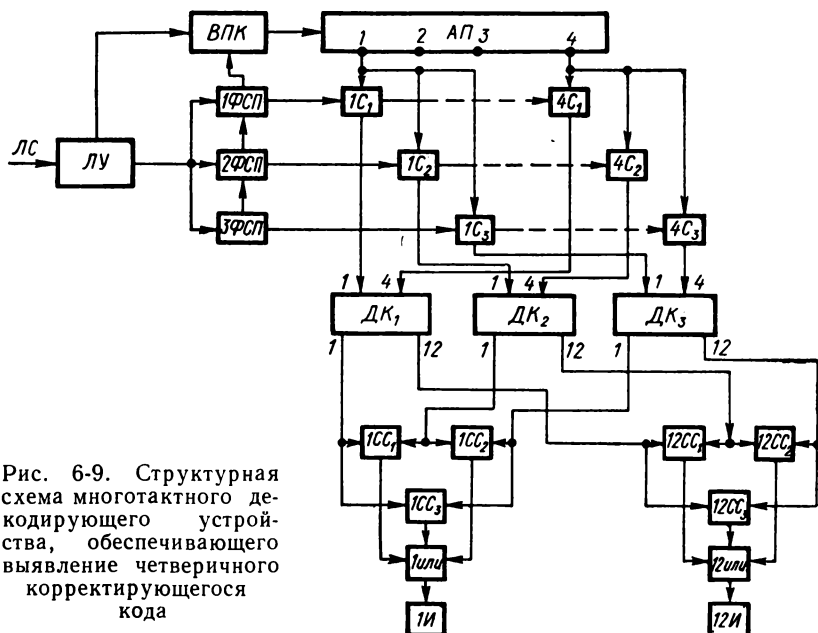 ВПК
АП 3
1 2 4
1ФСП
1С₁
4С₁
ЛС
ЛУ
2ФСП
1С₂
4С₂
3ФСП
1С₃
4С₃
1 4 1 4 1 4
ДК₁
ДК₂
ДК₃
1 12 1 12 1 12
1СС₁
1СС₂
12СС₁
12СС₂
1СС₃
12СС₃
1или
12или
1И
12И
Рис. 6-9. Структурная
схема многотактного де-
кодирующего устрой-
ства, обеспечивающего
выявление четверичного
корректирующегося
кода